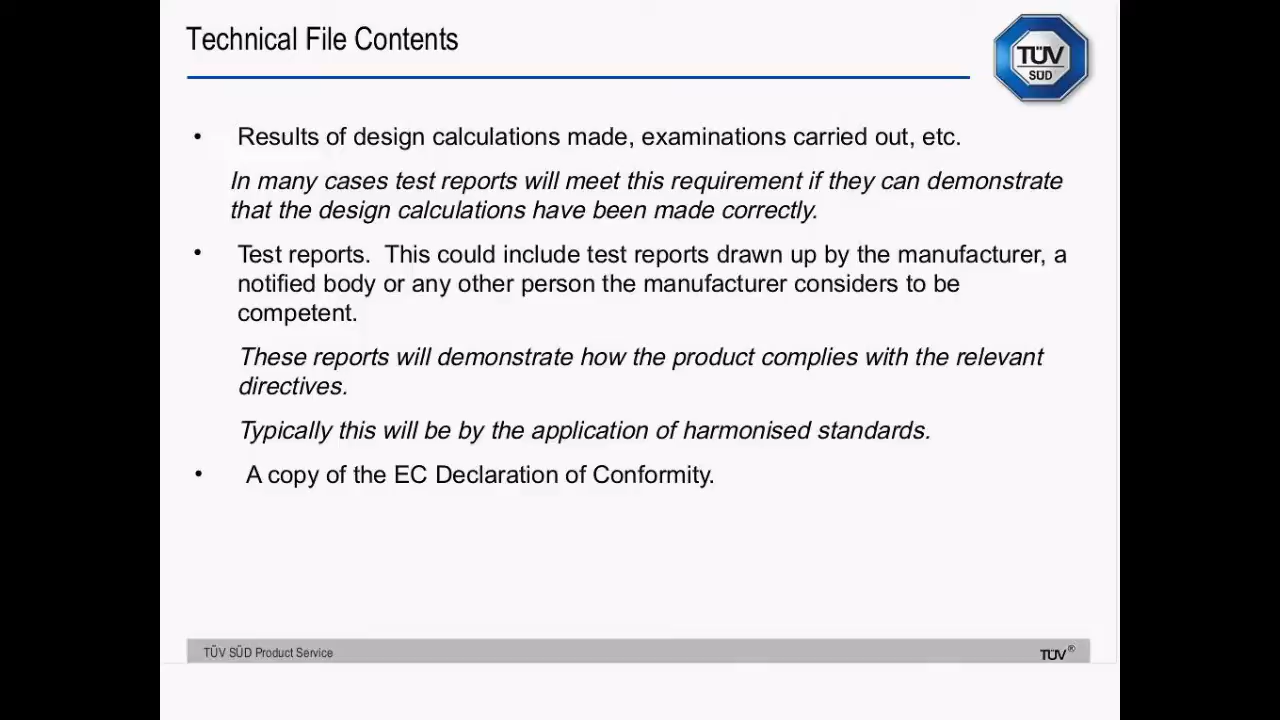 Technical File Contents
TÜV
SÜD
• Results of design calculations made, examinations carried out, etc.
In many cases test reports will meet this requirement if they can demonstrate
that the design calculations have been made correctly.
• Test reports.  This could include test reports drawn up by the manufacturer, a
notified body or any other person the manufacturer considers to be
competent.
These reports will demonstrate how the product complies with the relevant
directives.
Typically this will be by the application of harmonised standards.
• A copy of the EC Declaration of Conformity.
TÜV SÜD Product Service
TÜV®